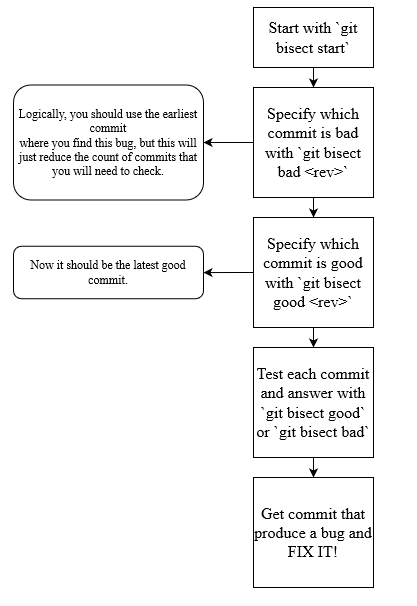 Start with `git
bisect start`
Specify which
commit is bad
with `git bisect
bad <rev>`
Logically, you should use the earliest
commit
where you find this bug, but this will
just reduce the count of commits that
you will need to check.
Specify which
commit is good
with `git bisect
good <rev>`
Now it should be the latest good
commit.
Test each commit
and answer with
`git bisect good`
or `git bisect bad`
Get commit that
produce a bug and
FIX IT!